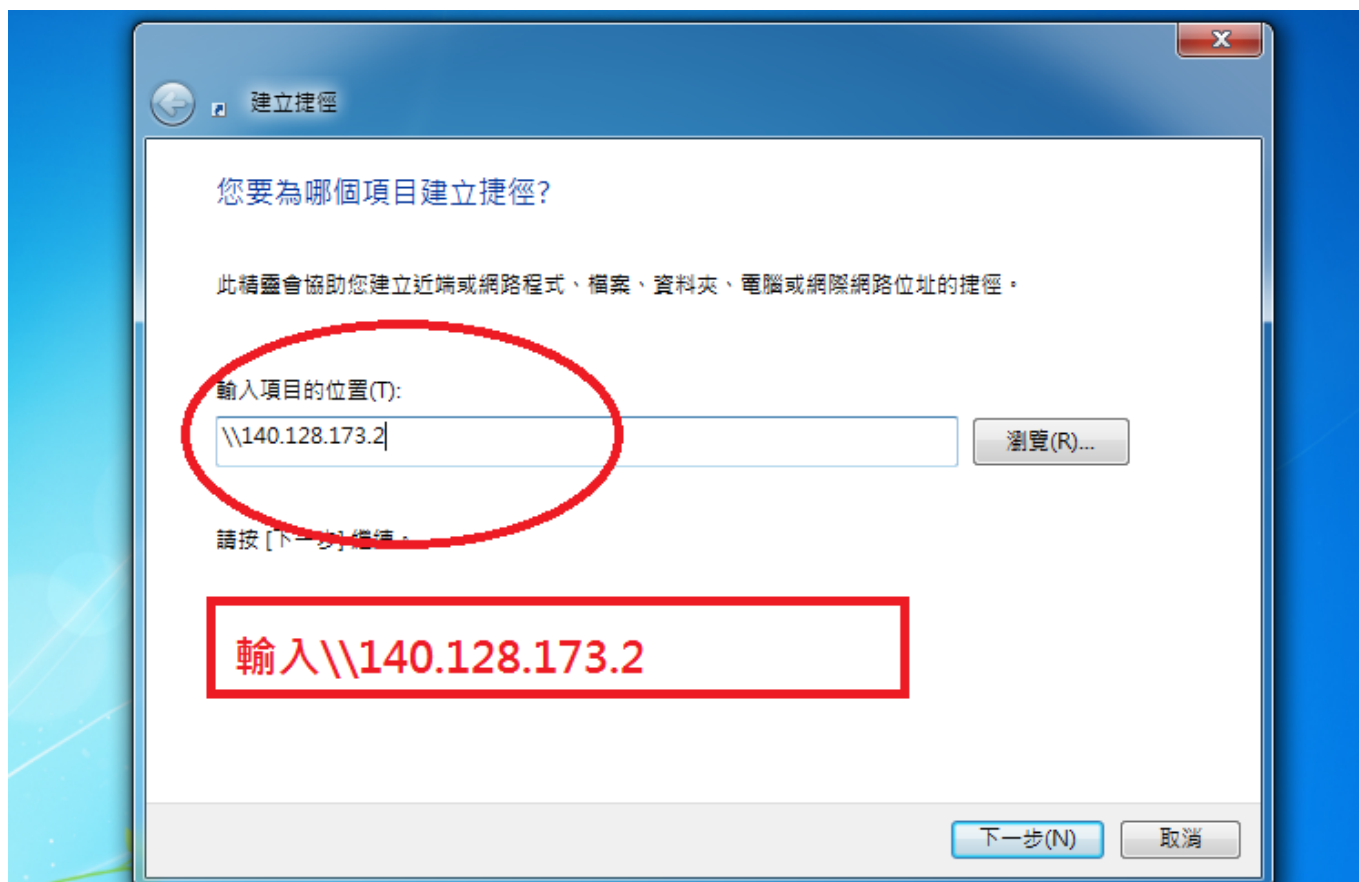 X
建立捷徑
您要為哪個項目建立捷徑?
此精靈會協助您建立近端或網路程式、檔案、資料夾、電腦或網際網路位址的捷徑。
輸入項目的位置(T):
\\140.128.173.2
瀏覽(R)...
請按 [下一步] 繼續。
輸入\\140.128.173.2
下一步(N)
取消